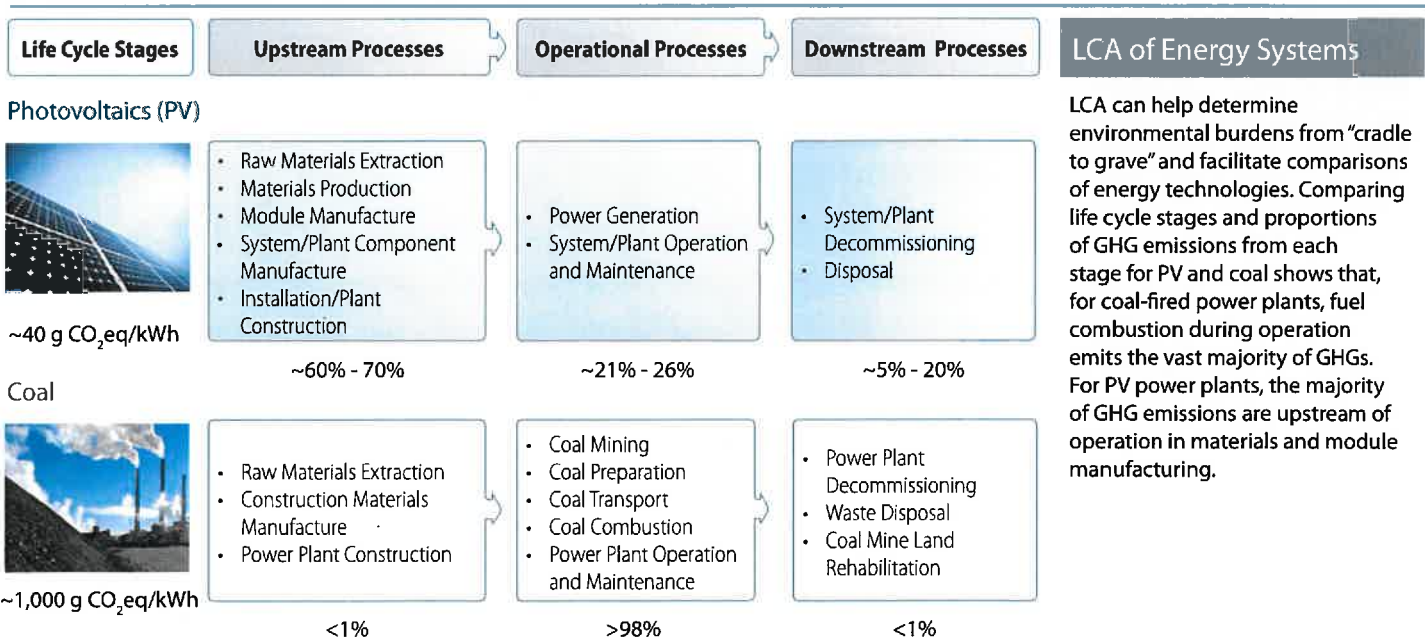 Life Cycle Stages
Upstream Processes
Operational Processes
Downstream Processes
Photovoltaics (PV)
~40 g CO₂eq/kWh
• Raw Materials Extraction
• Materials Production
• Module Manufacture
• System/Plant Component
Manufacture
• Installation/Plant
Construction
~60% - 70%
• Power Generation
• System/Plant Operation
and Maintenance
~21% - 26%
• System/Plant
Decommissioning
• Disposal
~5% - 20%
Coal
~1,000 g CO₂eq/kWh
• Raw Materials Extraction
• Construction Materials
Manufacture
• Power Plant Construction
<1%
• Coal Mining
• Coal Preparation
• Coal Transport
• Coal Combustion
• Power Plant Operation
and Maintenance
>98%
• Power Plant
Decommissioning
• Waste Disposal
• Coal Mine Land
Rehabilitation
<1%
LCA of Energy Systems
LCA can help determine
environmental burdens from “cradle
to grave” and facilitate comparisons
of energy technologies. Comparing
life cycle stages and proportions
of GHG emissions from each
stage for PV and coal shows that,
for coal-fired power plants, fuel
combustion during operation
emits the vast majority of GHGs.
For PV power plants, the majority
of GHG emissions are upstream of
operation in materials and module
manufacturing.